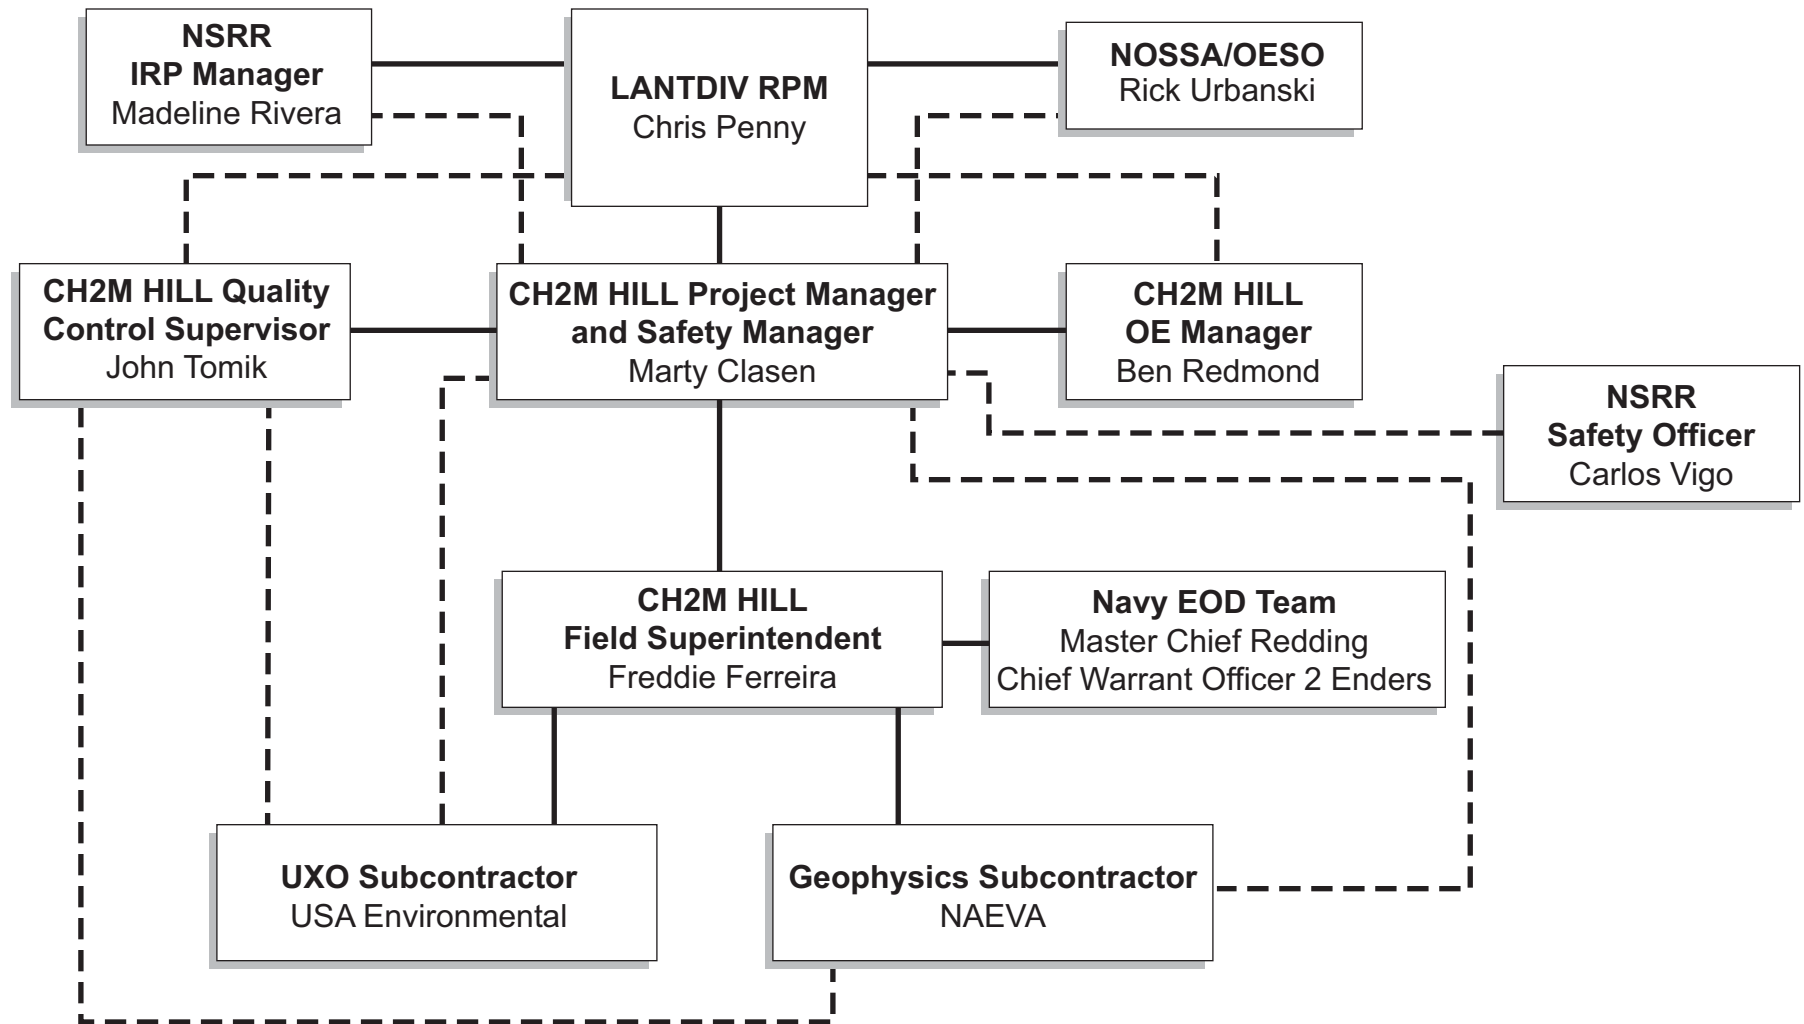 NSRR
IRP Manager
Madeline Rivera
LANTDIV RPM
Chris Penny
NOSSA/OESO
Rick Urbanski
CH2M HILL Quality
Control Supervisor
John Tomik
CH2M HILL Project Manager
and Safety Manager
Marty Clasen
CH2M HILL
OE Manager
Ben Redmond
NSRR
Safety Officer
Carlos Vigo
CH2M HILL
Field Superintendent
Freddie Ferreira
Navy EOD Team
Master Chief Redding
Chief Warrant Officer 2 Enders
UXO Subcontractor
USA Environmental
Geophysics Subcontractor
NAEVA